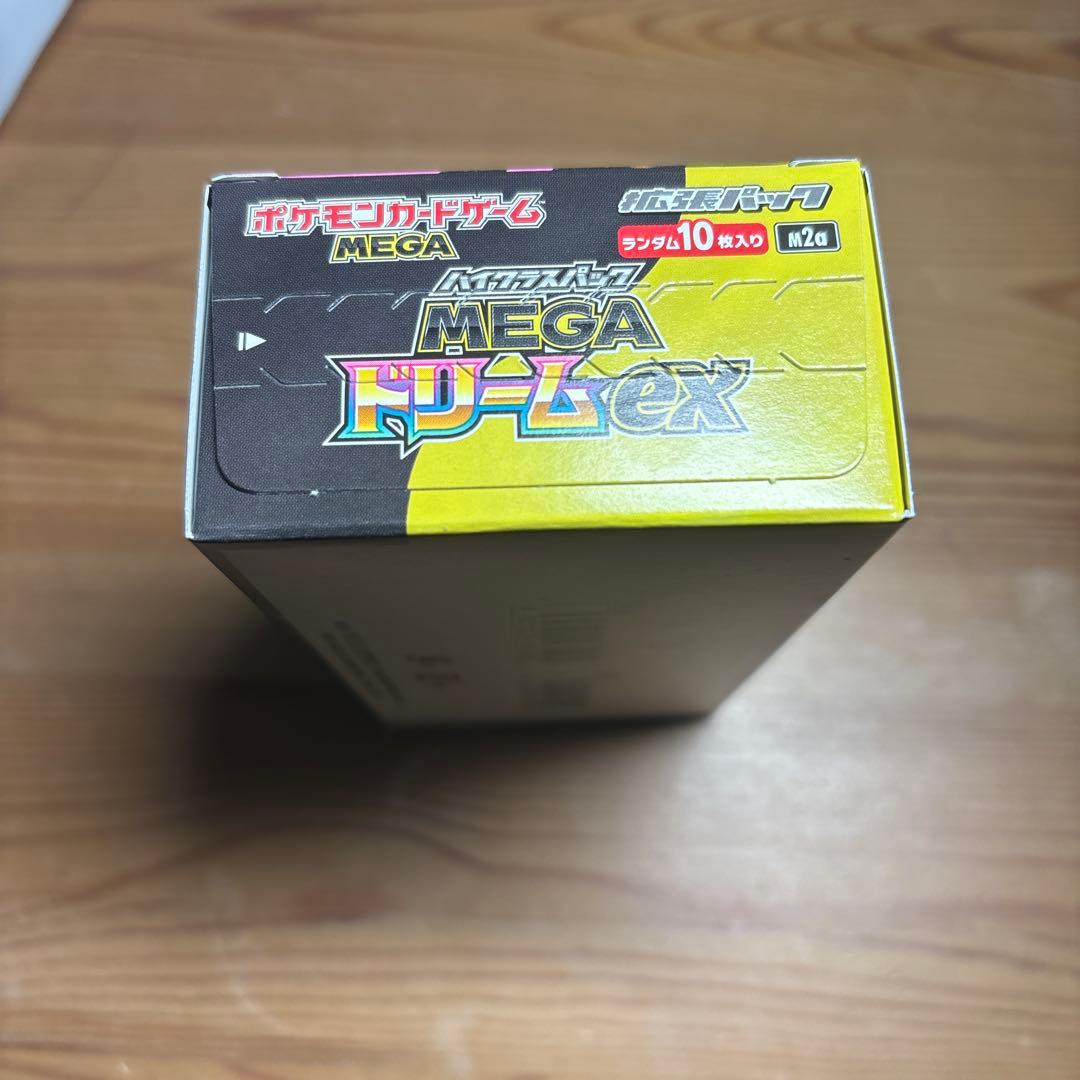 ポケモンカードゲーム
MEGA
拡張パック
ランダム10枚入り
M2a
ハイクラスパック
MEGA
ドリームex